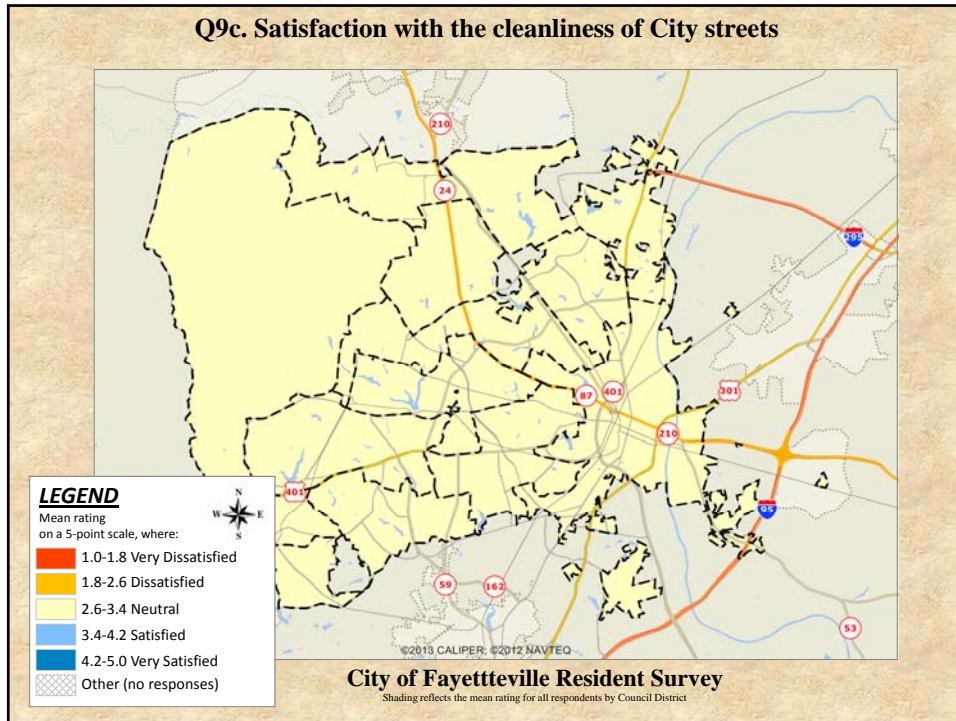 Q9c. Satisfaction with the cleanliness of City streets
210
24
295
87
401
301
210
401
95
59
162
53
LEGEND
N
W E
S
Mean rating
on a 5-point scale, where:
1.0-1.8 Very Dissatisfied
1.8-2.6 Dissatisfied
2.6-3.4 Neutral
3.4-4.2 Satisfied
4.2-5.0 Very Satisfied
Other (no responses)
©2013 CALIPER; ©2012 NAVTEQ
City of Fayettteville Resident Survey
Shading reflects the mean rating for all respondents by Council District